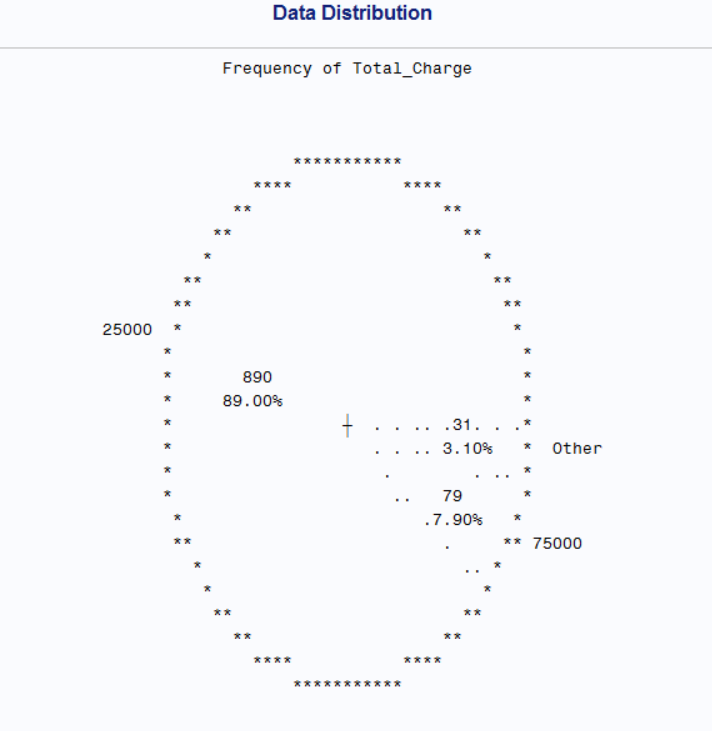 Data Distribution
Frequency of Total_Charge
25000
890
89.00%
31
3.10%
Other
79
7.90%
75000